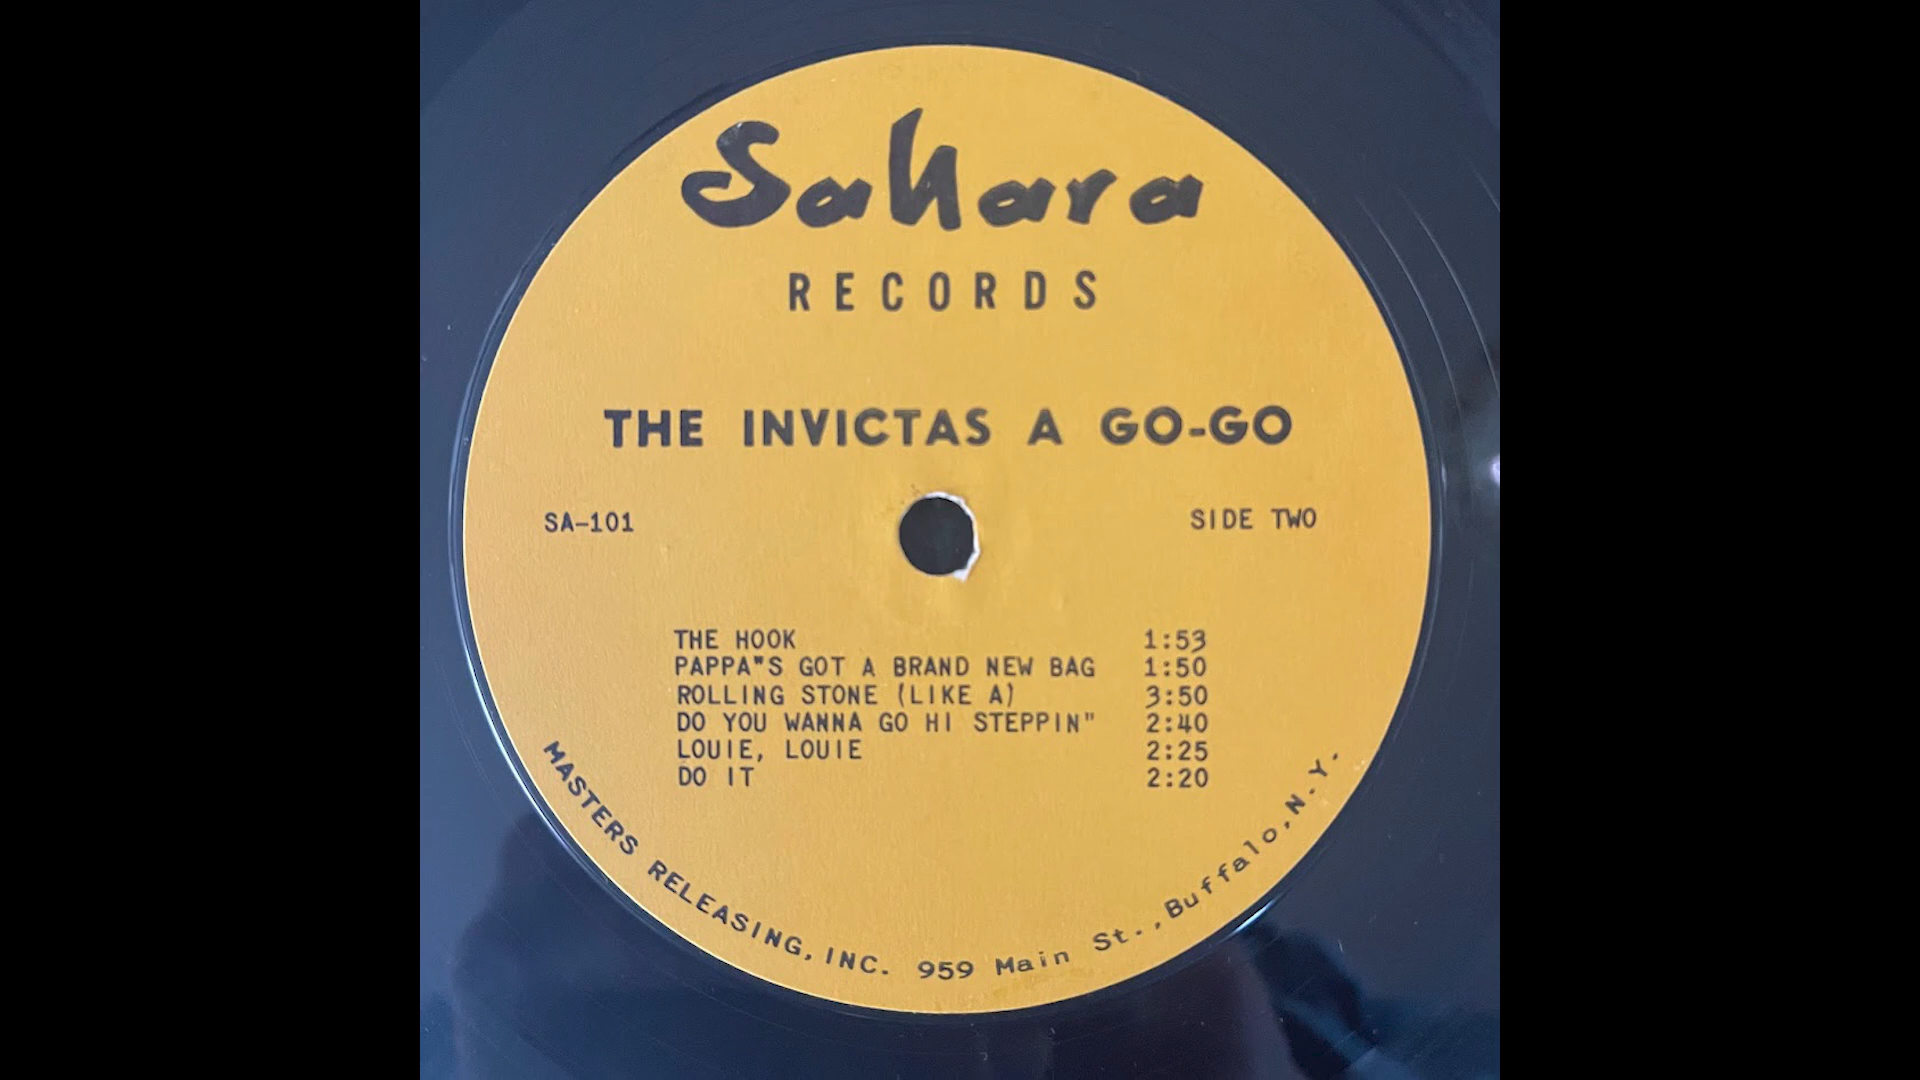 Sahara
RECORDS
THE INVICTAS A GO-GO
SA-101
SIDE TWO
THE HOOK 1:53
PAPPA"S GOT A BRAND NEW BAG 1:50
ROLLING STONE (LIKE A) 3:50
DO YOU WANNA GO HI STEPPIN" 2:40
LOUIE, LOUIE 2:25
DO IT 2:20
MASTERS RELEASING, INC. 959 Main St., Buffalo, N.Y.